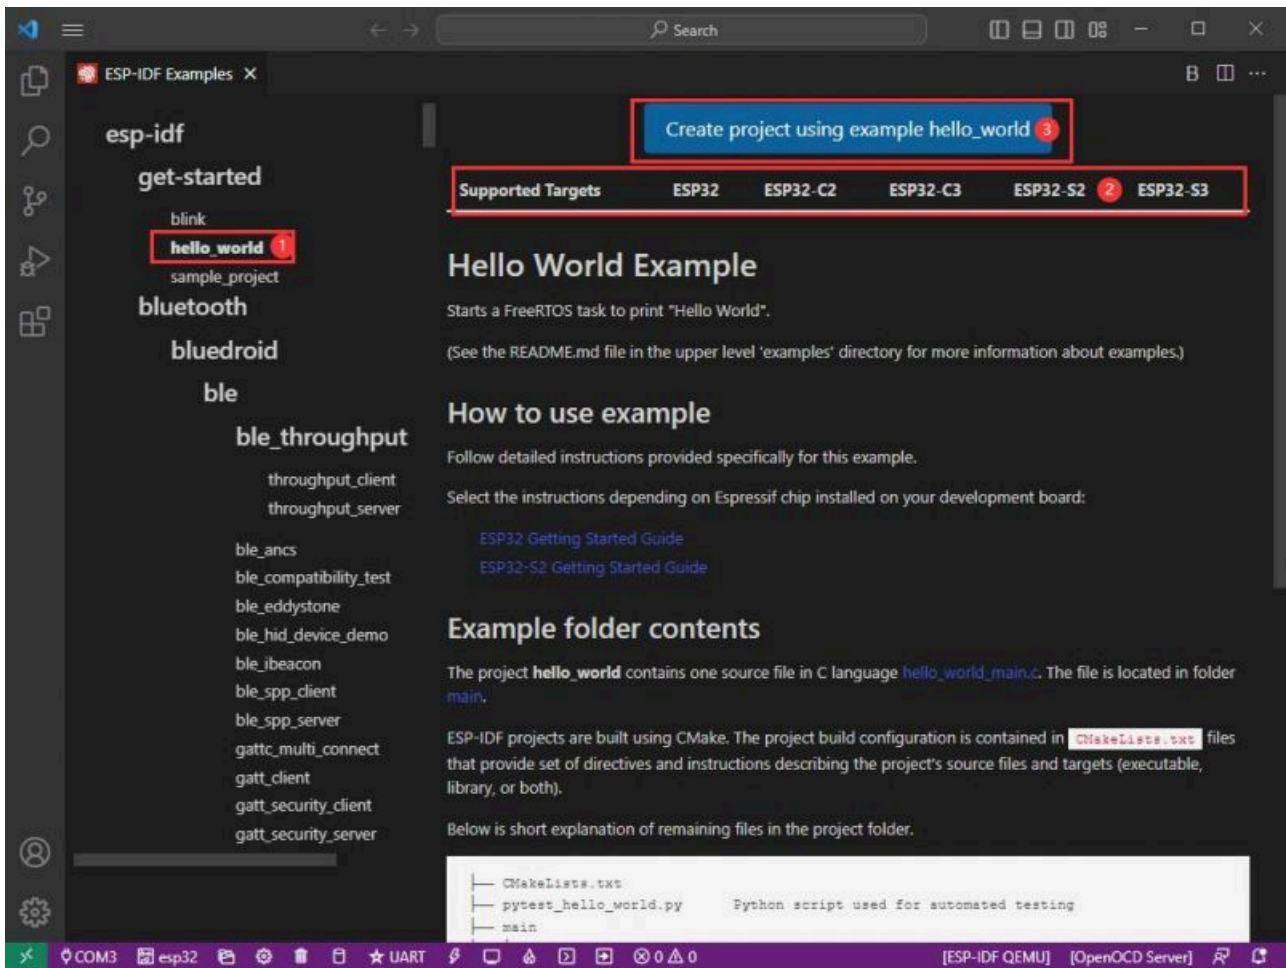 Search
ESP-IDF Examples
esp-idf
get-started
blink
hello_world 1
sample_project
bluetooth
bluedroid
ble
ble_throughput
throughput_client
throughput_server
ble_ancs
ble_compatibility_test
ble_eddystone
ble_hid_device_demo
ble_ibeacon
ble_spp_client
ble_spp_server
gattc_multi_connect
gatt_client
gatt_security_client
gatt_security_server
Create project using example hello_world 3
Supported Targets ESP32 ESP32-C2 ESP32-C3 ESP32-S2 2 ESP32-S3
Hello World Example
Starts a FreeRTOS task to print "Hello World".
(See the README.md file in the upper level 'examples' directory for more information about examples.)
How to use example
Follow detailed instructions provided specifically for this example.
Select the instructions depending on Espressif chip installed on your development board:
ESP32 Getting Started Guide
ESP32-S2 Getting Started Guide
Example folder contents
The project hello_world contains one source file in C language hello_world_main.c. The file is located in folder
main.
ESP-IDF projects are built using CMake. The project build configuration is contained in CMakeLists.txt files
that provide set of directives and instructions describing the project's source files and targets (executable,
library, or both).
Below is short explanation of remaining files in the project folder.
├── CMakeLists.txt
├── pytest_hello_world.py Python script used for automated testing
├── main
COM3 esp32 UART 0 0 [ESP-IDF QEMU] [OpenOCD Server]